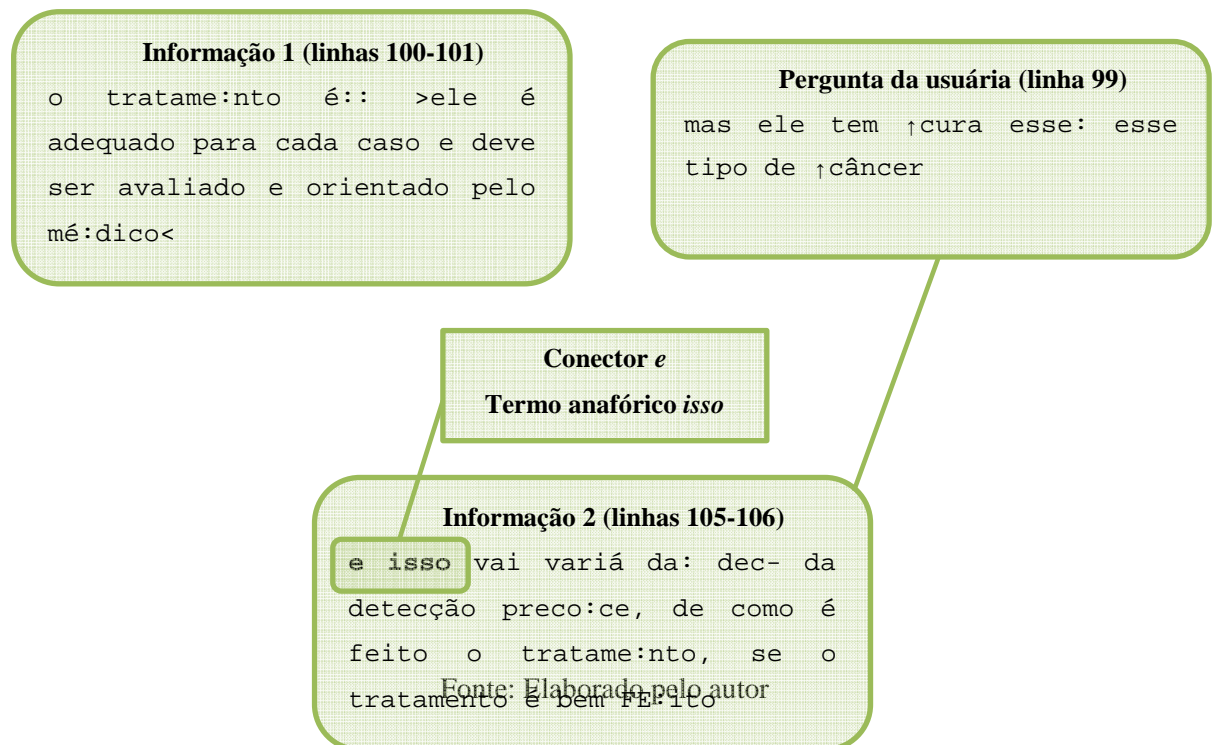 Informação 1 (linhas 100-101)
o tratame:nto é:: >ele é
adequado para cada caso e deve
ser avaliado e orientado pelo
mé:dico<
Pergunta da usuária (linha 99)
mas ele tem ↑cura esse: esse
tipo de ↑câncer
Conector e
Termo anafórico isso
Informação 2 (linhas 105-106)
e isso vai variá da: dec- da
detecção preco:ce, de como é
feito o tratame:nto, se o
tratamento é bem FE:ito
Fonte: Elaborado pelo autor